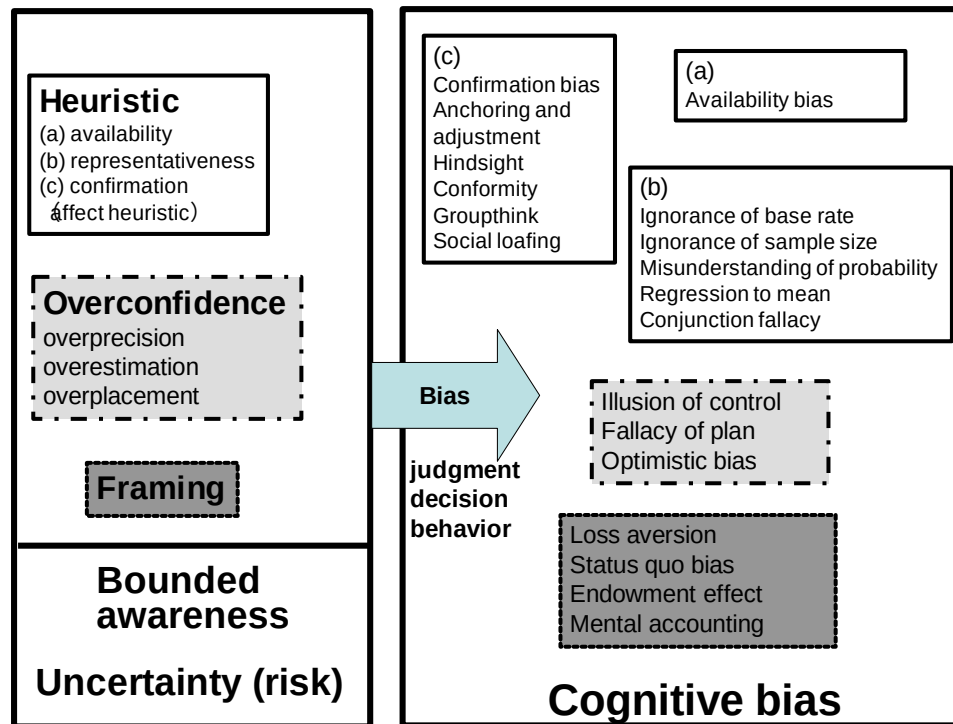 Heuristic
(a) availability
(b) representativeness
(c) confirmation
(affect heuristic)
Overconfidence
overprecision
overestimation
overplacement
Framing
Bounded
awareness
Uncertainty (risk)
Bias
judgment
decision
behavior
(c)
Confirmation bias
Anchoring and
adjustment
Hindsight
Conformity
Groupthink
Social loafing
(a)
Availability bias
(b)
Ignorance of base rate
Ignorance of sample size
Misunderstanding of probability
Regression to mean
Conjunction fallacy
Illusion of control
Fallacy of plan
Optimistic bias
Loss aversion
Status quo bias
Endowment effect
Mental accounting
Cognitive bias